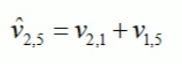 v̂₂,₅ = v₂,₁ + v₁,₅